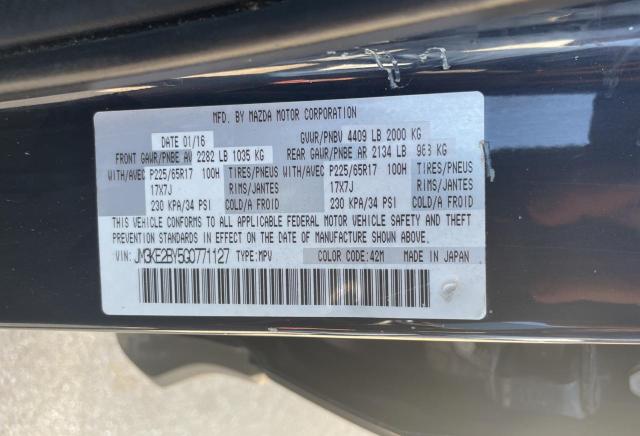 MFD. BY MAZDA MOTOR CORPORATION
DATE 01/16 GVWR/PNBV 4409 LB 2000 KG
FRONT GAWR/PNBE AV 2282 LB 1035 KG REAR GAWR/PNBE AR 2134 LB 968 KG
WITH/AVEC P225/65R17 100H TIRES/PNEUS WITH/AVEC P225/65R17 100H TIRES/PNEUS
17X7J RIMS/JANTES 17X7J RIMS/JANTES
230 KPA/34 PSI COLD/A FROID 230 KPA/34 PSI COLD/A FROID
THIS VEHICLE CONFORMS TO ALL APPLICABLE FEDERAL MOTOR VEHICLE SAFETY AND THEFT
PREVENTION STANDARDS IN EFFECT ON THE DATE OF MANUFACTURE SHOWN ABOVE.
VIN: JM3KE2BY5G0771127 TYPE:MPV COLOR CODE:42M MADE IN JAPAN